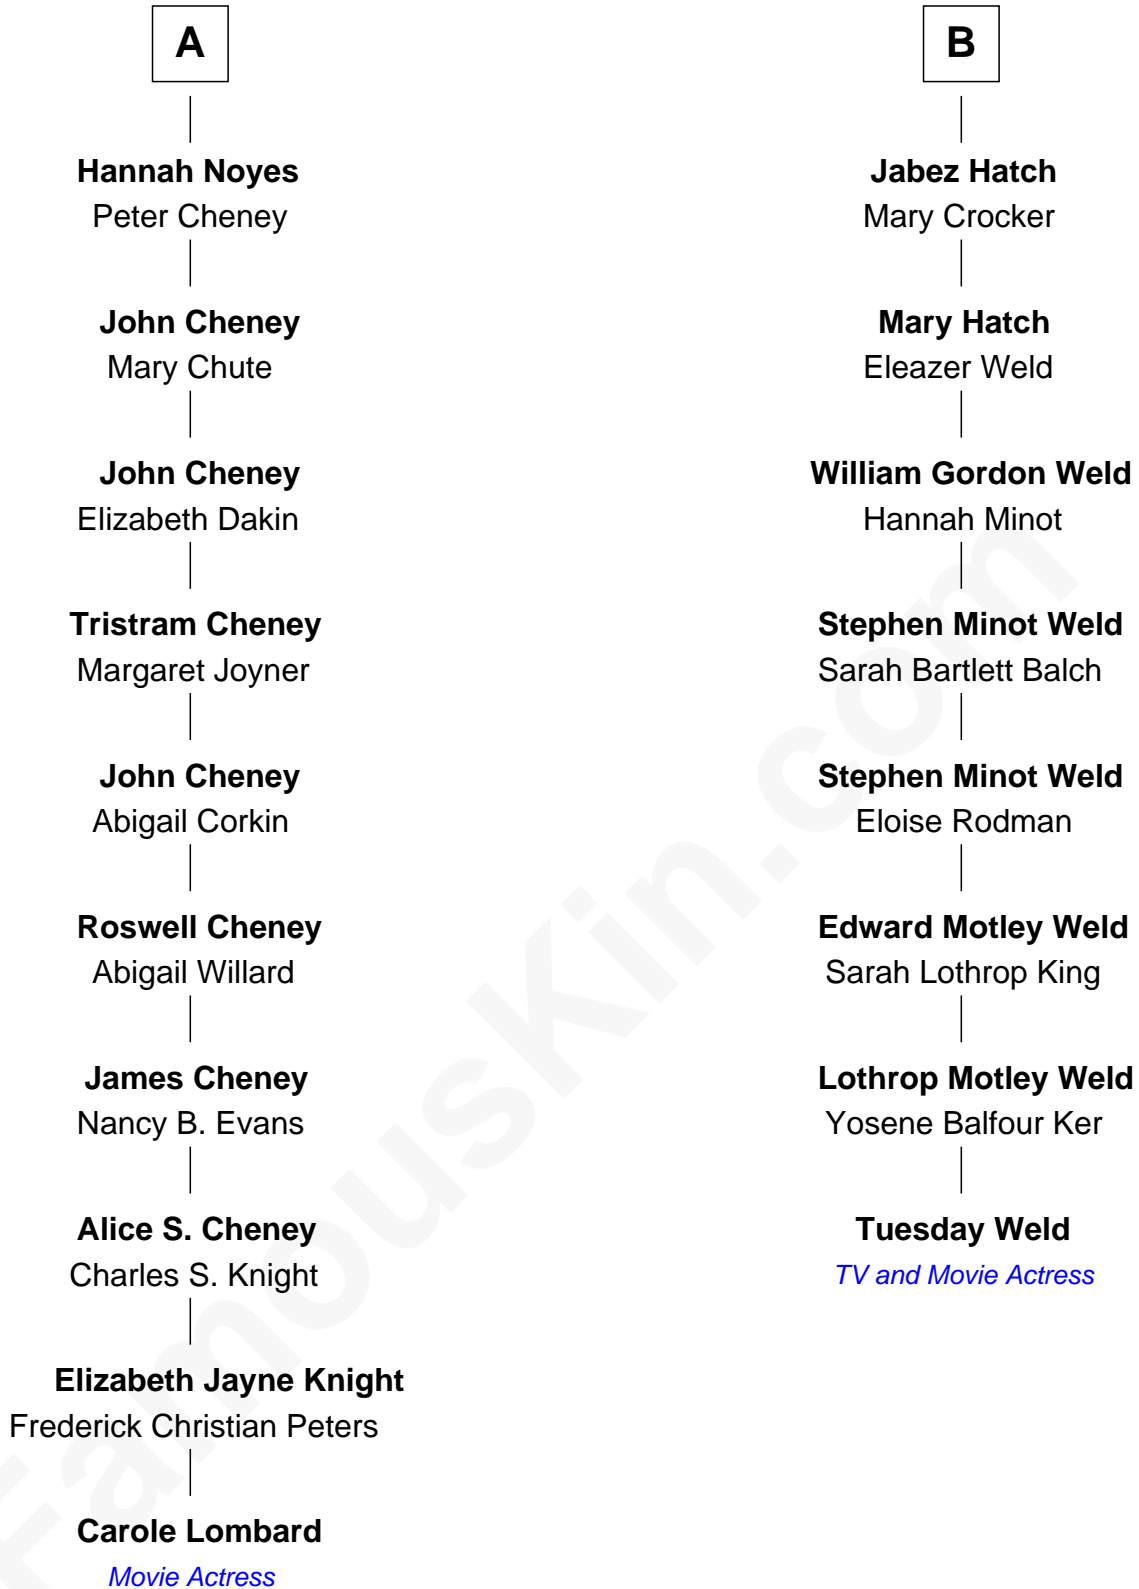 A
Hannah Noyes
Peter Cheney
John Cheney
Mary Chute
John Cheney
Elizabeth Dakin
Tristram Cheney
Margaret Joyner
John Cheney
Abigail Corkin
Roswell Cheney
Abigail Willard
James Cheney
Nancy B. Evans
Alice S. Cheney
Charles S. Knight
Elizabeth Jayne Knight
Frederick Christian Peters
Carole Lombard
Movie Actress
B
Jabez Hatch
Mary Crocker
Mary Hatch
Eleazer Weld
William Gordon Weld
Hannah Minot
Stephen Minot Weld
Sarah Bartlett Balch
Stephen Minot Weld
Eloise Rodman
Edward Motley Weld
Sarah Lothrop King
Lothrop Motley Weld
Yosene Balfour Ker
Tuesday Weld
TV and Movie Actress
FamousKin.com